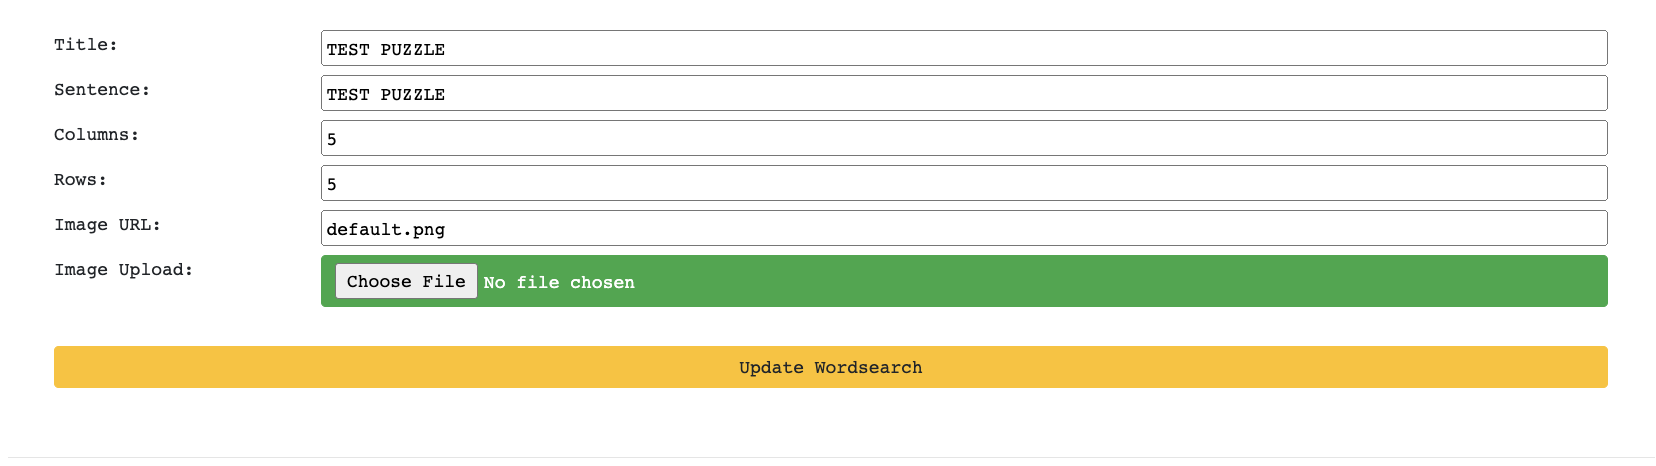 Title: TEST PUZZLE
Sentence: TEST PUZZLE
Columns: 5
Rows: 5
Image URL: default.png
Image Upload: Choose File No file chosen
Update Wordsearch